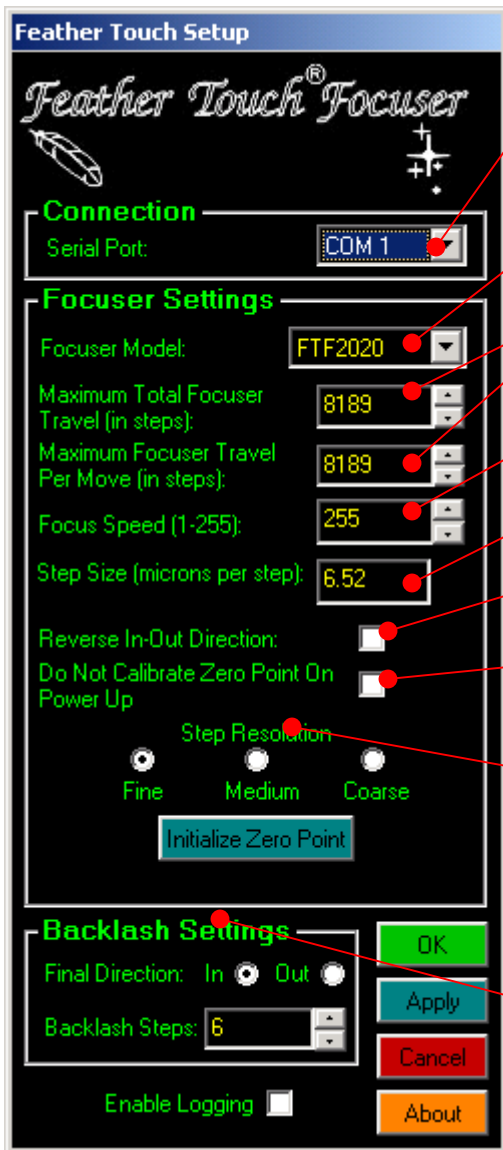 Feather Touch Setup
Feather Touch® Focuser
Connection
Serial Port: COM 1
Focuser Settings
Focuser Model: FTF2020
Maximum Total Focuser
Travel (in steps): 8189
Maximum Focuser Travel
Per Move (in steps): 8189
Focus Speed (1-255): 255
Step Size (microns per step): 6.52
Reverse In-Out Direction:
Do Not Calibrate Zero Point On
Power Up
Step Resolution
Fine Medium Coarse
Initialize Zero Point
Backlash Settings
Final Direction: In Out
Backlash Steps: 6
Enable Logging
OK
Apply
Cancel
About